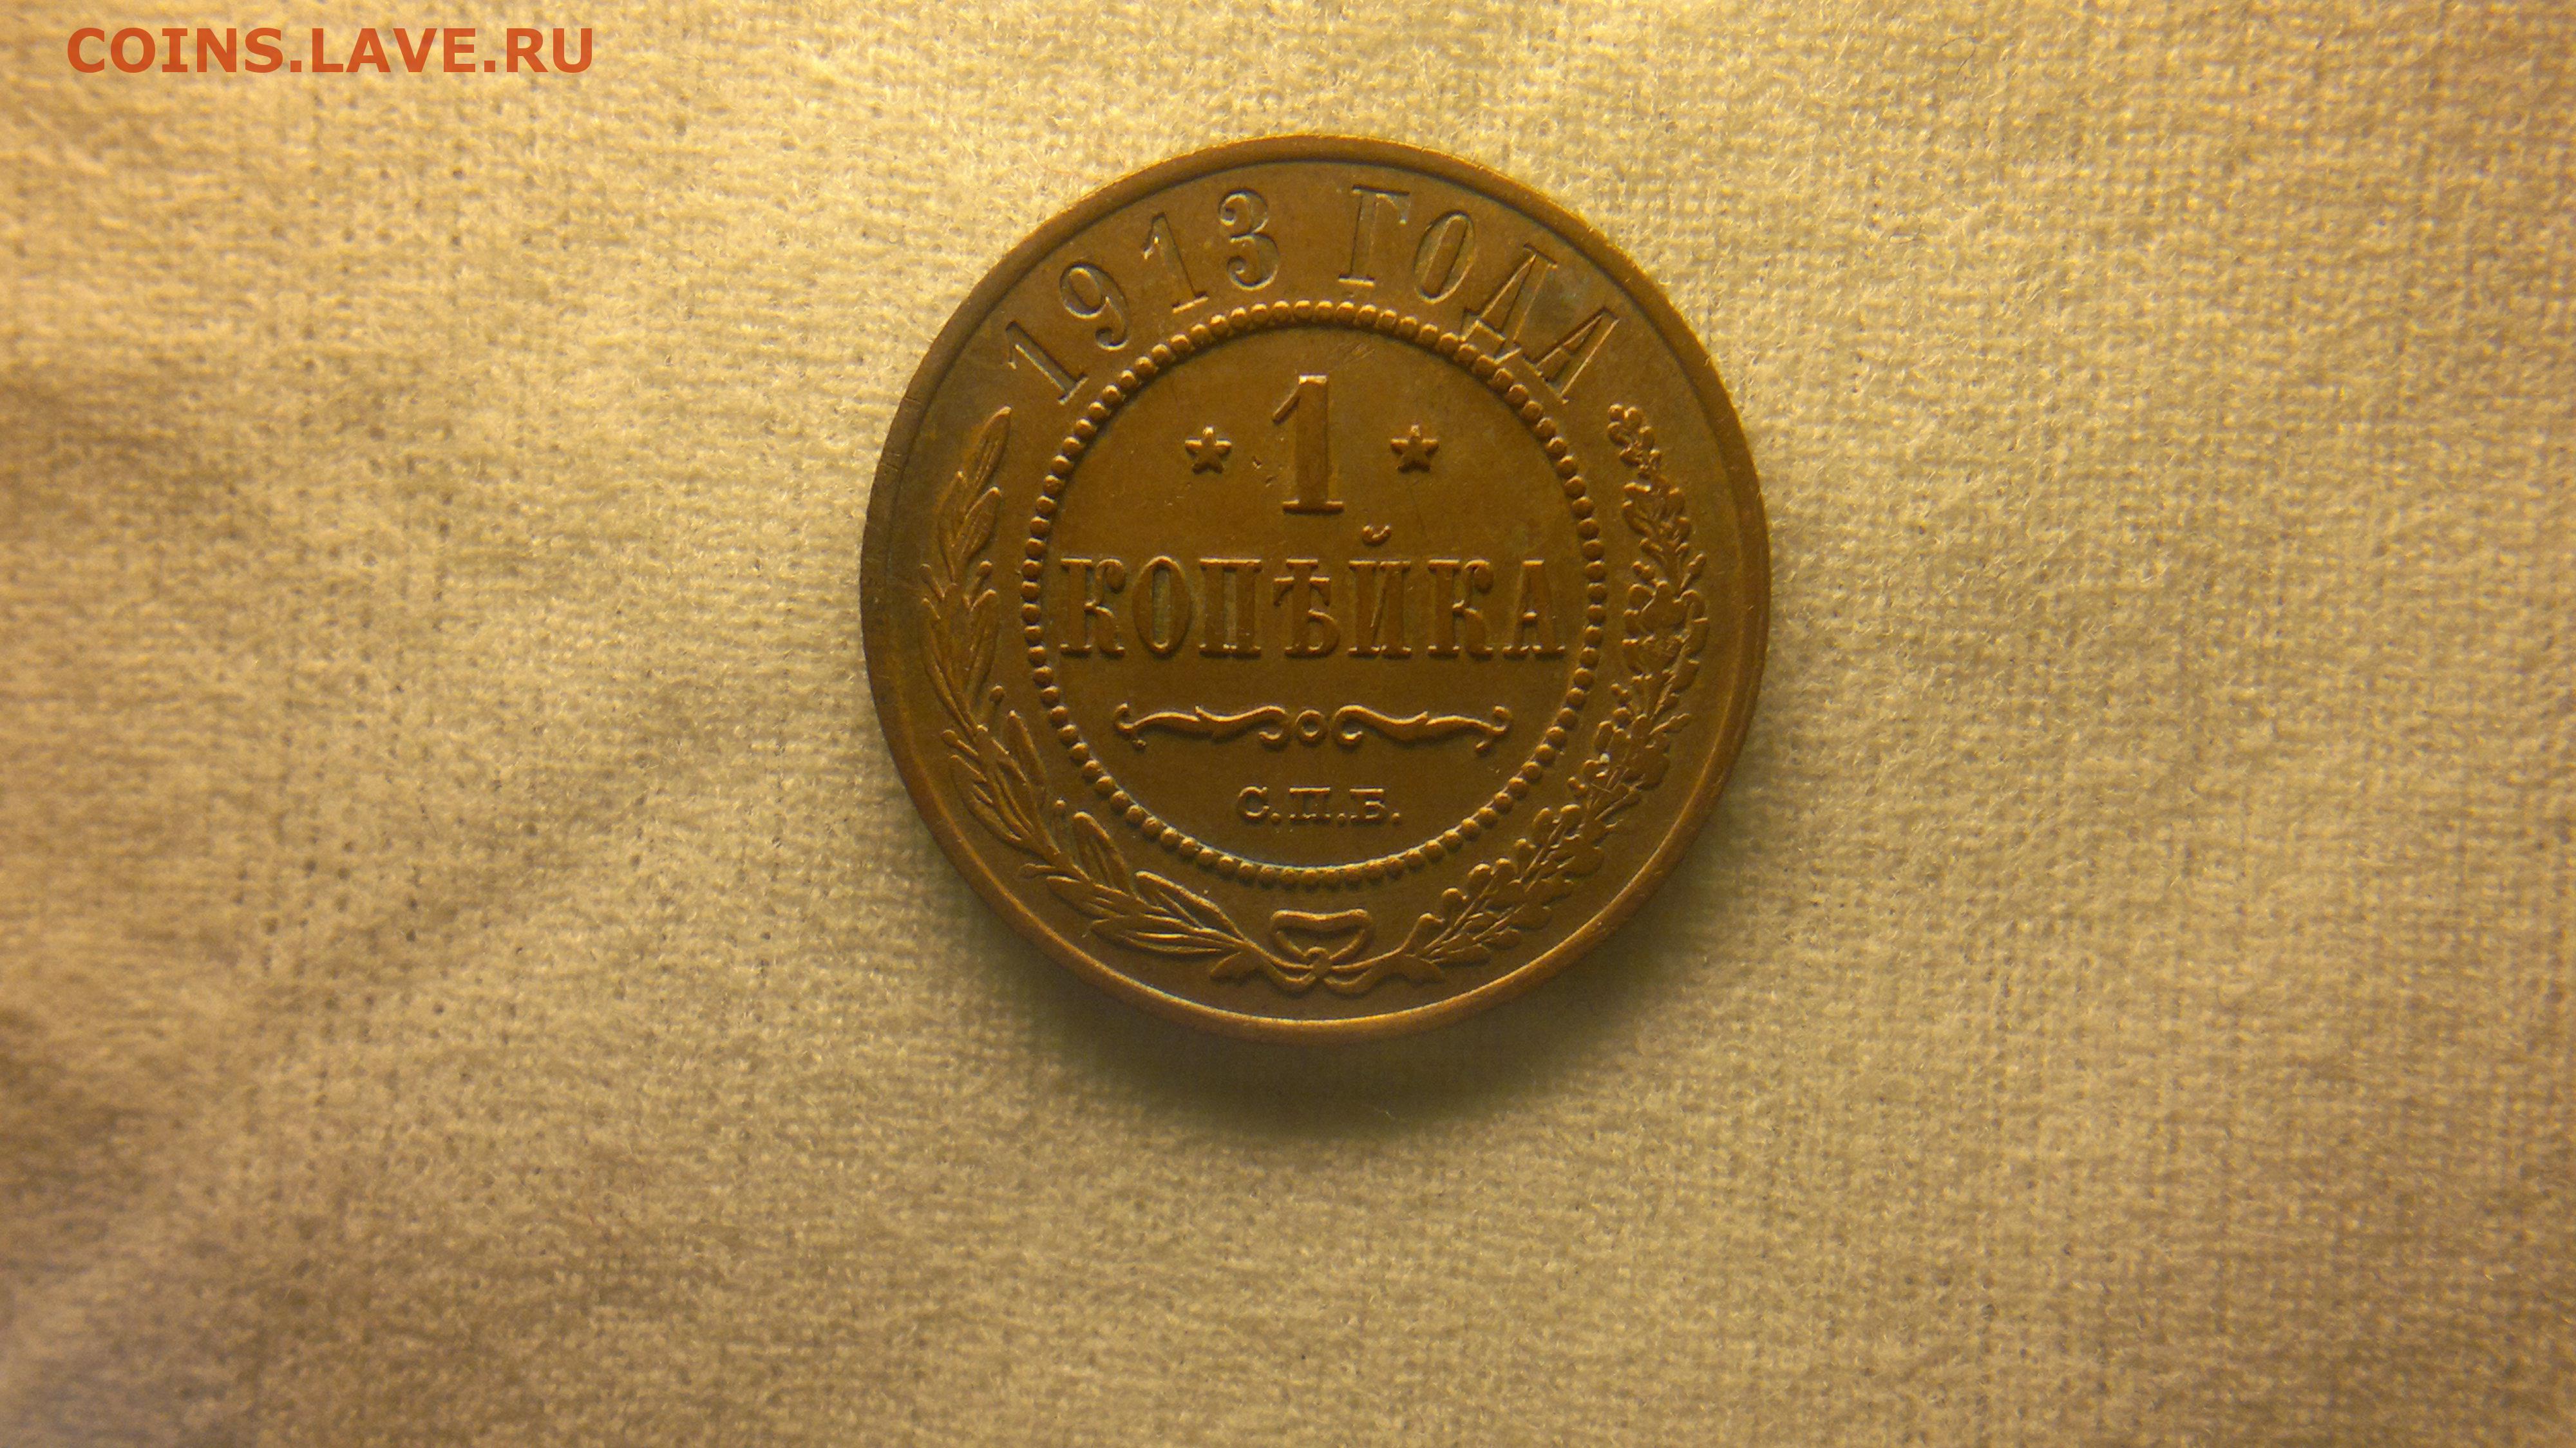 COINS.LAVE.RU
1913 ГОДА
1
КОПѢЙКА
С.П.Б.